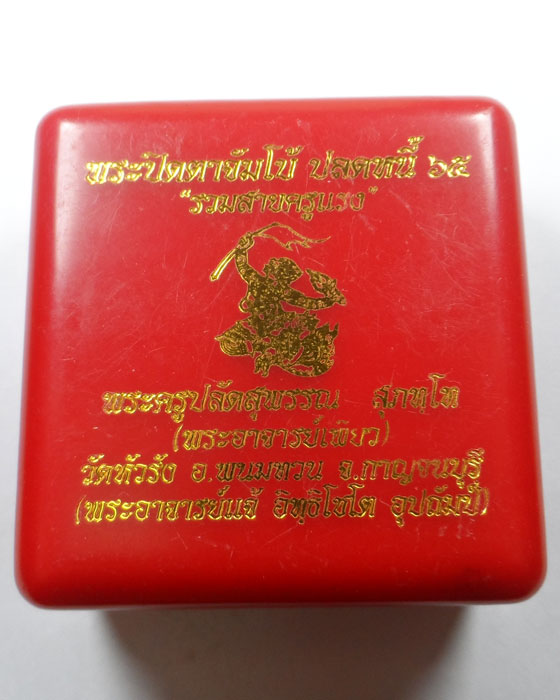 พระปิดตาจัมโบ้ ปลดหนี้ ๖๕
"รวมสายครูแรง"
พระครูปลัดสุพรรณ สุภทฺโท
(พระอาจารย์เพียว)
วัดหัวรัง อ.พนมทวน จ.กาญจนบุรี
(พระอาจารย์แจ้ อิทฺธิโชโต อุปถัมป์)